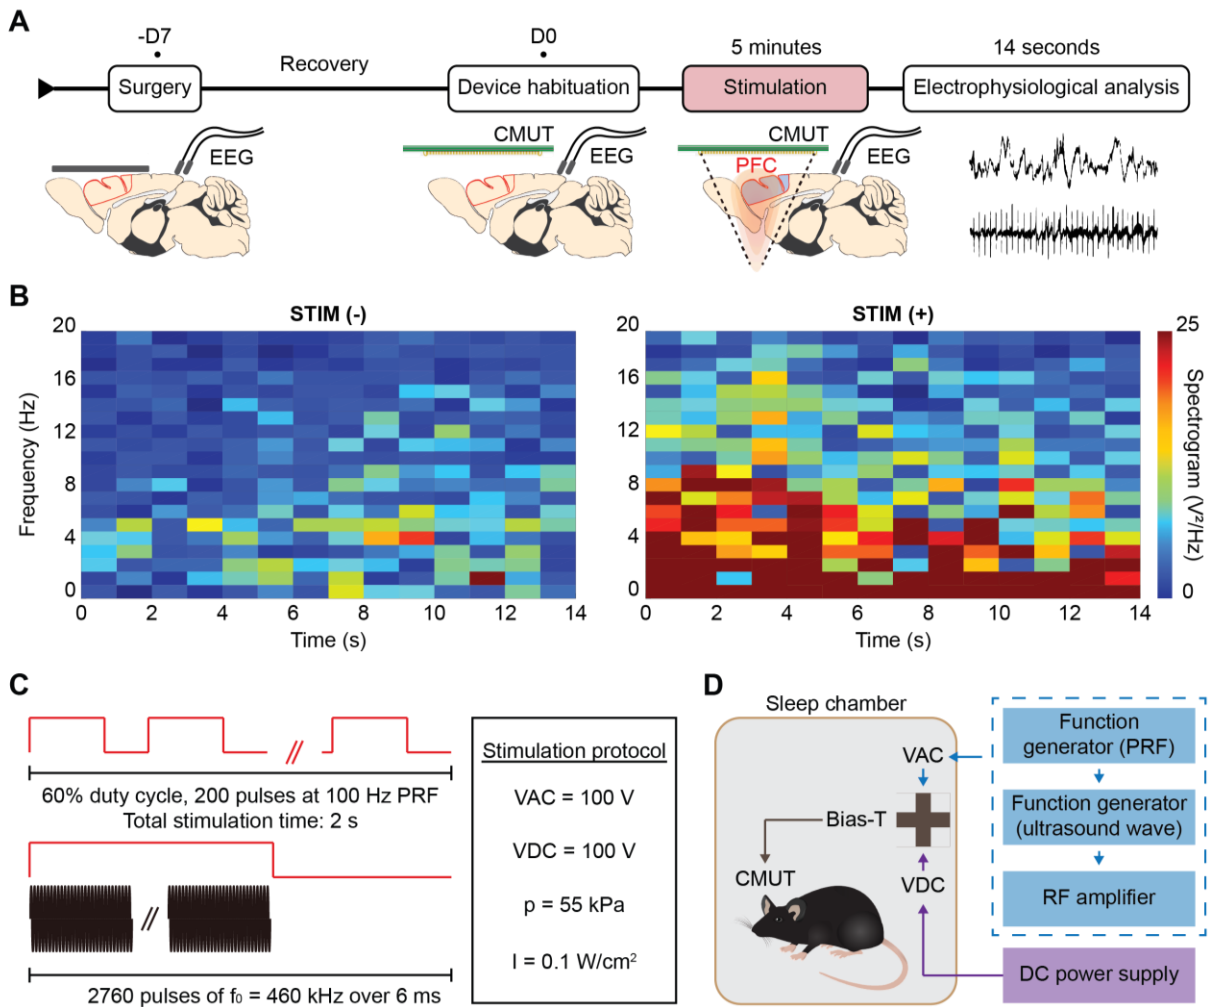 A
-D7
D0
5 minutes
14 seconds
Surgery
Recovery
Device habituation
Stimulation
Electrophysiological analysis
EEG
CMUT
EEG
CMUT
PFC
EEG
B
STIM (-)
STIM (+)
Frequency (Hz)
20
16
12
8
4
0
0 2 4 6 8 10 12 14
Time (s)
20
16
12
8
4
0
0 2 4 6 8 10 12 14
Time (s)
25
0
Spectrogram (V²/Hz)
C
60% duty cycle, 200 pulses at 100 Hz PRF
Total stimulation time: 2 s
2760 pulses of f₀ = 460 kHz over 6 ms
Stimulation protocol
VAC = 100 V
VDC = 100 V
p = 55 kPa
I = 0.1 W/cm²
D
Sleep chamber
VAC
Bias-T
CMUT
VDC
Function
generator (PRF)
Function generator
(ultrasound wave)
RF amplifier
DC power supply